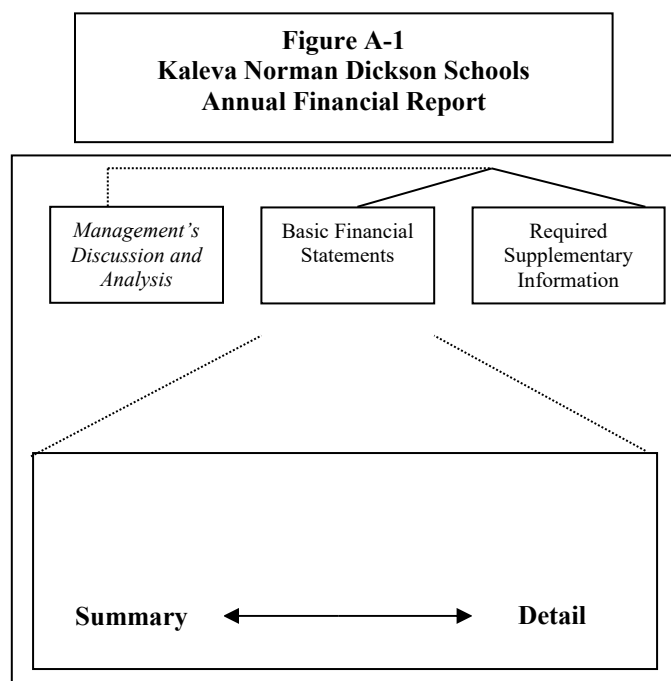 Figure A-1
Kaleva Norman Dickson Schools
Annual Financial Report
Management’s
Discussion and
Analysis
Basic Financial
Statements
Required
Supplementary
Information
Summary
Detail